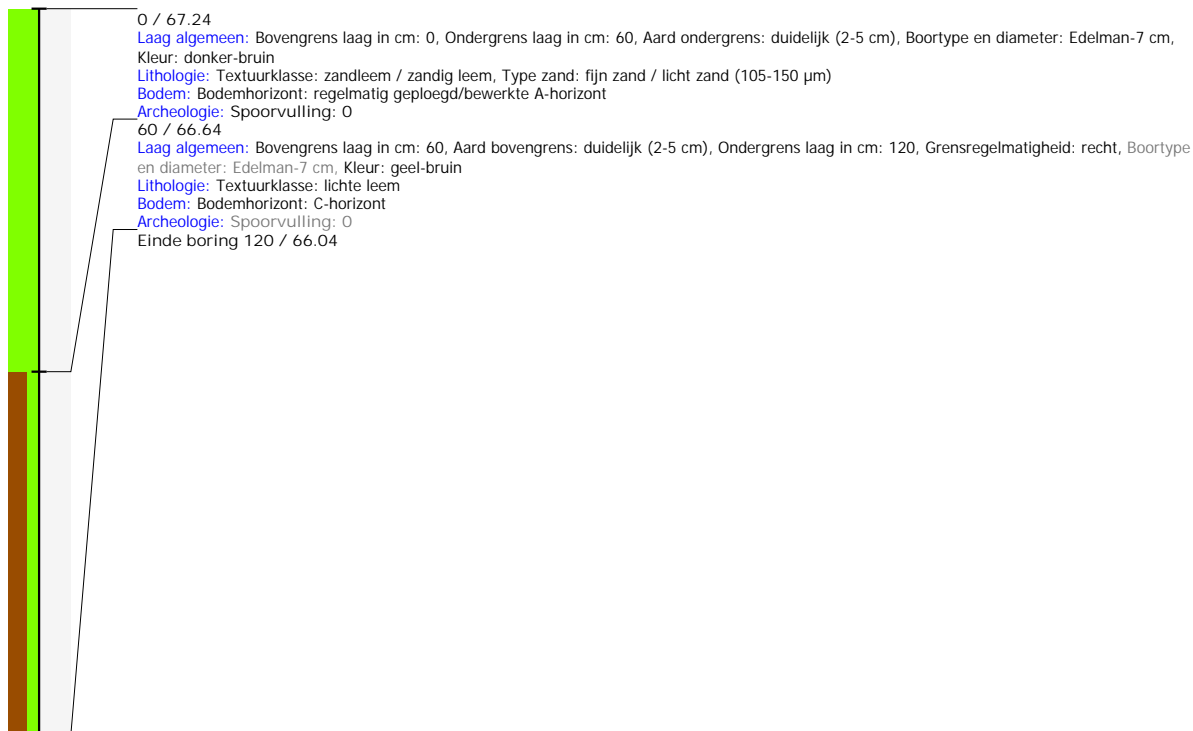 0 / 67.24
Laag algemeen: Bovengrens laag in cm: 0, Ondergrens laag in cm: 60, Aard ondergrens: duidelijk (2-5 cm), Boortype en diameter: Edelman-7 cm,
Kleur: donker-bruin
Lithologie: Textuurklasse: zandleem / zandig leem, Type zand: fijn zand / licht zand (105-150 µm)
Bodem: Bodemhorizont: regelmatig geploegd/bewerkte A-horizont
Archeologie: Spoorvulling: 0
60 / 66.64
Laag algemeen: Bovengrens laag in cm: 60, Aard bovengrens: duidelijk (2-5 cm), Ondergrens laag in cm: 120, Grensregelmatigheid: recht, Boortype
en diameter: Edelman-7 cm, Kleur: geel-bruin
Lithologie: Textuurklasse: lichte leem
Bodem: Bodemhorizont: C-horizont
Archeologie: Spoorvulling: 0
Einde boring 120 / 66.04